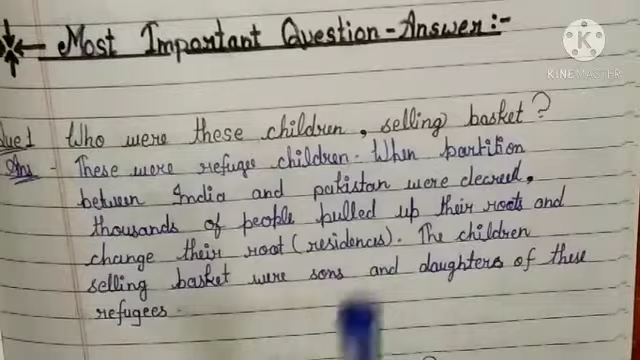 Most Important Question-Answer:-
K
KINEMASTER
Que 1 Who were these children, selling basket?
Ans - These were refugee children. When partition
between India and pakistan were decreed,
thousands of people pulled up their roots and
change their root (residences). The children
selling basket were sons and daughters of these
refugees.